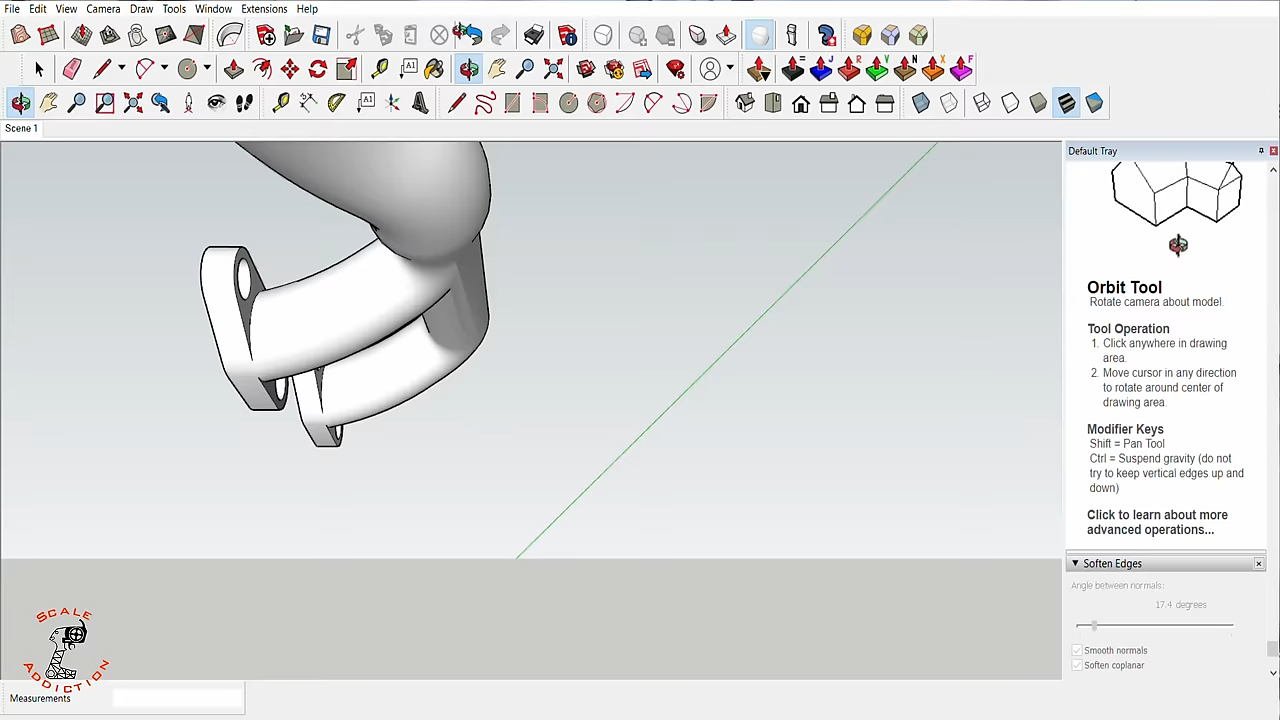 File Edit View Camera Draw Tools Window Extensions Help
A1
= J R V N X F
A1
Scene 1
Default Tray
Orbit Tool
Rotate camera about model.
Tool Operation
1. Click anywhere in drawing
area.
2. Move cursor in any direction
to rotate around center of
drawing area.
Modifier Keys
Shift = Pan Tool
Ctrl = Suspend gravity (do not
try to keep vertical edges up and
down)
Click to learn about more
advanced operations...
Soften Edges
Angle between normals:
17.4 degrees
Smooth normals
Soften coplanar
SCALE
ADDICTION
Measurements